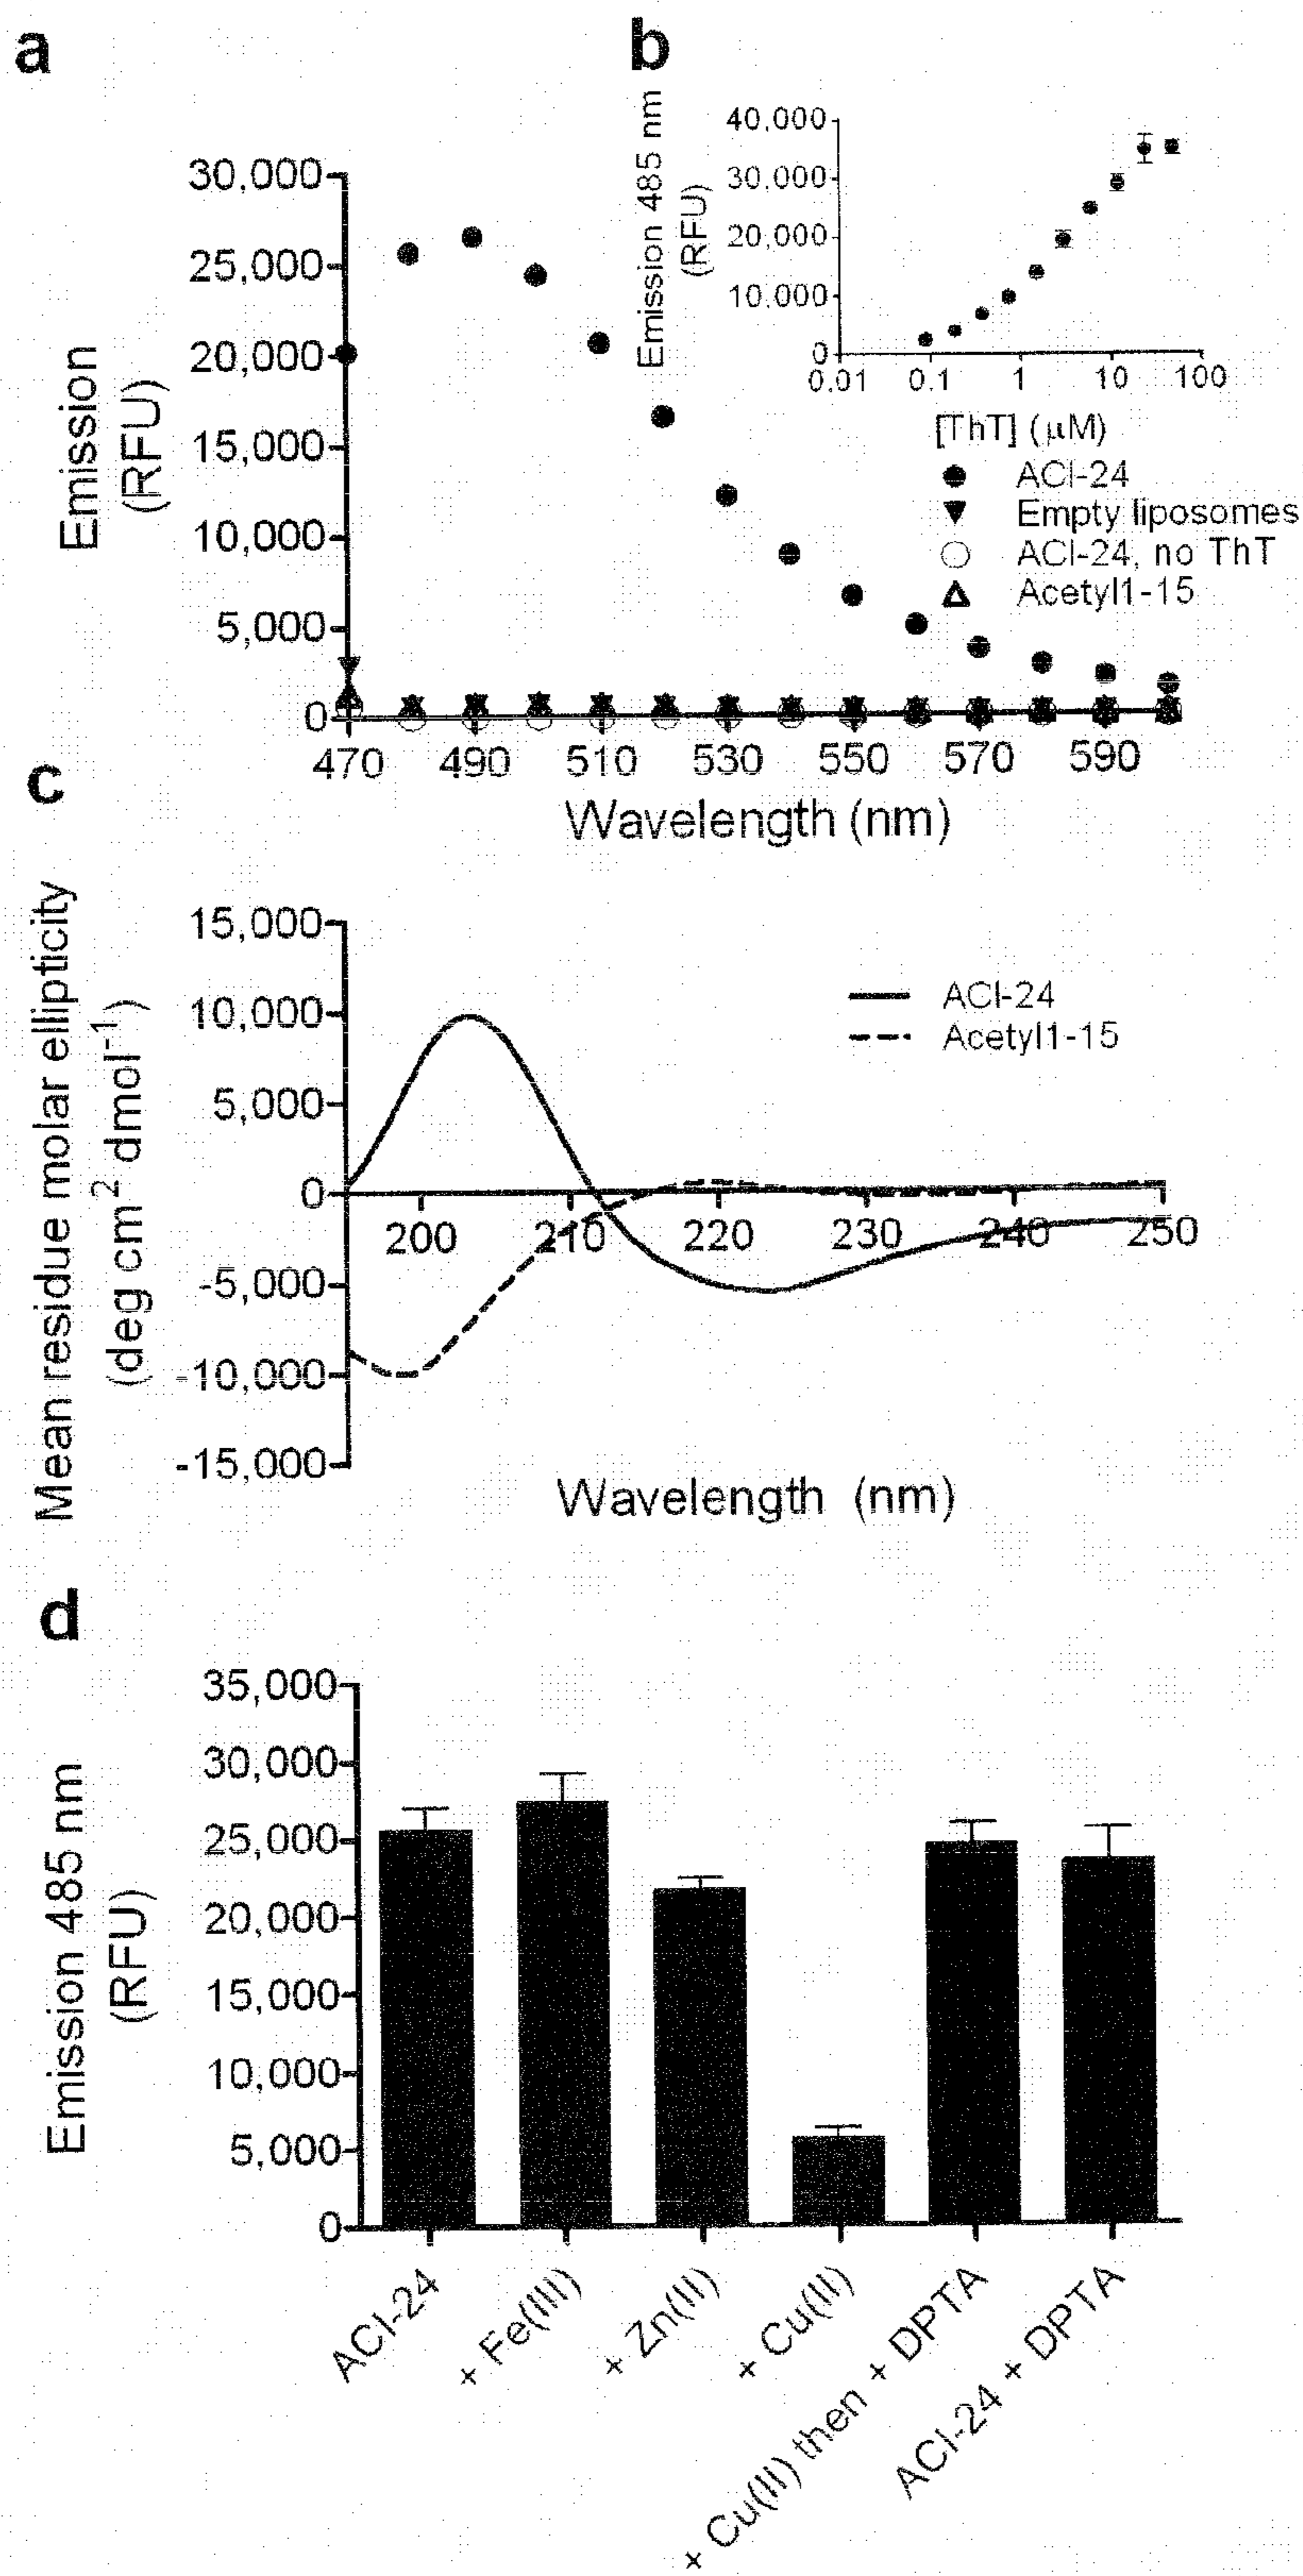 a
30,000
25,000
20,000
15,000
10,000
5,000
0
Emission
(RFU)
470 490 510 530 550 570 590
Wavelength (nm)
b
40,000
30,000
20,000
10,000
0
Emission 485 nm
(RFU)
0.01 0.1 1 10 100
[ThT] (μM)
ACI-24
Empty liposomes
ACI-24, no ThT
Acetyl1-15
c
15,000
10,000
5,000
0
-5,000
-10,000
-15,000
Mean residue molar ellipticity
(deg cm2 dmol-1)
ACI-24
Acetyl1-15
200 210 220 230 240 250
Wavelength (nm)
d
35,000
30,000
25,000
20,000
15,000
10,000
5,000
0
Emission 485 nm
(RFU)
ACI-24
+ Fe(III)
+ Zn(II)
+ Cu(II)
+ Cu(II) then + DPTA
ACI-24 + DPTA